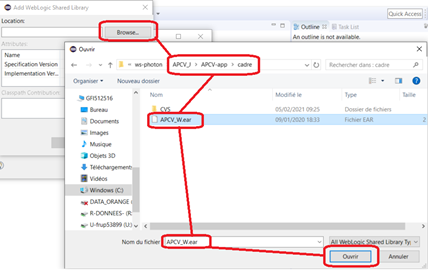 Add WebLogic Shared Library
Location:
Browse...
Attributes
Name
Specification Version
Implementation Ver...
Classpath Contribution
Quick Access
Outline
Task List
An outline is not available.
Ouvrir
ws-photon > APCV_I > APCV-app > cadre
Rechercher dans : cadre
Organiser
Nouveau dossier
GFI512516
Bureau
Documents
Images
Musique
Objets 3D
Téléchargements
Vidéos
Windows (C:)
DATA_ORANGE
R-DONNEES-
U-frup53899
Nom
Modifié le
Type
Taille
CVS
05/02/2021 09:25
Dossier de fichiers
APCV_W.ear
09/01/2020 18:33
Fichier EAR
2
Nom du fichier
APCV_W.ear
All WebLogic Shared Library Ty
Ouvrir
Annuler